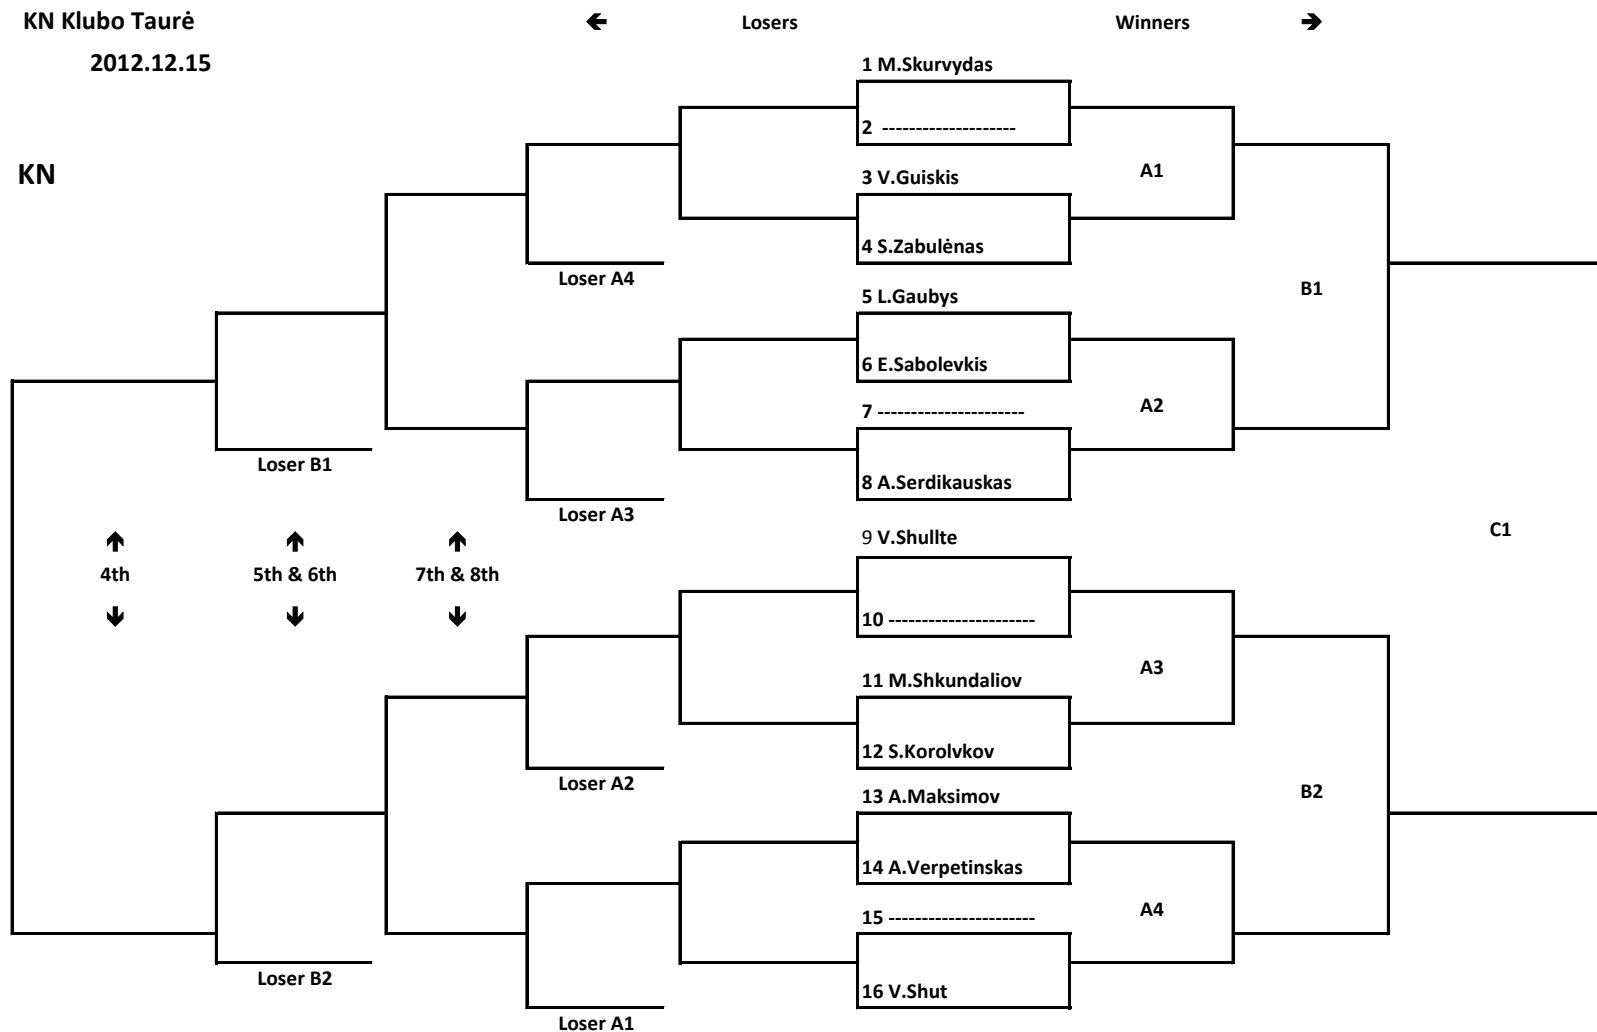 KN Klubo Taurė
🡸 Losers Winners 🡺
2012.12.15
1 M.Skurvydas
2 --------------------
KN
A1
3 V.Guiskis
4 S.Zabulėnas
Loser A4
5 L.Gaubys
B1
6 E.Sabolevkis
A2
7 ----------------------
Loser B1
8 A.Serdikauskas
Loser A3
C1
9 V.Shullte
🡹 🡹 🡹
4th 5th & 6th 7th & 8th
🡻 🡻 🡻
10 ----------------------
A3
11 M.Shkundaliov
12 S.Korolvkov
Loser A2
B2
13 A.Maksimov
14 A.Verpetinskas
A4
15 ----------------------
Loser B2
16 V.Shut
Loser A1